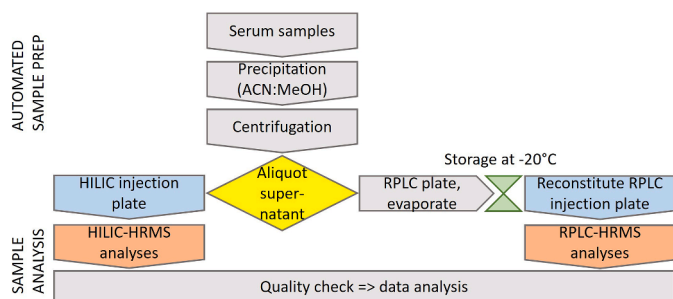 AUTOMATED
SAMPLE PREP
Serum samples
Precipitation
(ACN:MeOH)
Centrifugation
Storage at -20°C
HILIC injection
plate
Aliquot
super-
natant
RPLC plate,
evaporate
Reconstitute RPLC
injection plate
SAMPLE
ANALYSIS
HILIC-HRMS
analyses
RPLC-HRMS
analyses
Quality check => data analysis